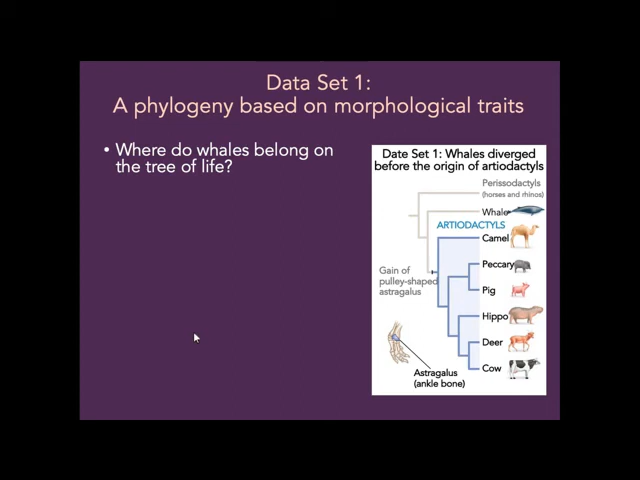 Data Set 1:
A phylogeny based on morphological traits
• Where do whales belong on
the tree of life?
Date Set 1: Whales diverged
before the origin of artiodactyls
Perissodactyls
(horses and rhinos)
Whale
ARTIODACTYLS
Camel
Peccary
Gain of
pulley-shaped
astragalus
Pig
Hippo
Deer
Cow
Astragalus
(ankle bone)